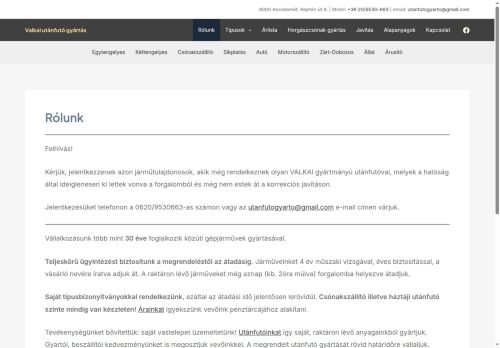 6000 Kecskemét, Reptéri út 5. | Mobil: +36 20/9530-663 | email: utanfutogyarto@gmail.com
Valkai utánfutó gyártás
Rólunk Típusok Árlista Horgászcsónak gyártás Javítás Alapanyagok Kapcsolat
Egytengelyes Kéttengelyes Csónakszállító Síkplatós Autó Motorszállító Zárt-Dobozos Állat Árusító
Rólunk
Felhívás!
Kérjük, jelentkezzenek azon járműtulajdonosok, akik még rendelkeznek olyan VALKAI gyártmányú utánfutóval, melyek a hatóság
által ideiglenesen ki lettek vonva a forgalomból és még nem estek át a korrekciós javításon.
Jelentkezésüket telefonon a 0620/9530663-as számon vagy az utanfutogyarto@gmail.com e-mail címen várjuk.
Vállalkozásunk több mint 30 éve foglalkozik közúti gépjárművek gyártásával.
Teljeskörű ügyintézést biztosítunk a megrendeléstől az átadásig. Járműveinket 4 év műszaki vizsgával, éves biztosítással, a
vásárló nevére íratva adjuk át. A raktáron lévő járműveket még aznap (kb. 2óra múlva) forgalomba helyezve átadjuk.
Saját típusbizonyítványokkal rendelkezünk, ezáltal az átadási idő jelentősen lerövidül. Csónakszállító illetve háztáji utánfutó
szinte mindig van készleten! Árainkat igyekszünk vevőink pénztárcájához alakítani.
Tevékenységünket bővítettük: saját vastelepet üzemeltetünk! Utánfutóinkat így saját, raktáron lévő anyagainkból gyártjuk.
Gyártói, beszállítói kedvezményünket is megosztjuk vevőinkkel. A megrendelt utánfutót gyártását rövid határidőre vállaljuk.